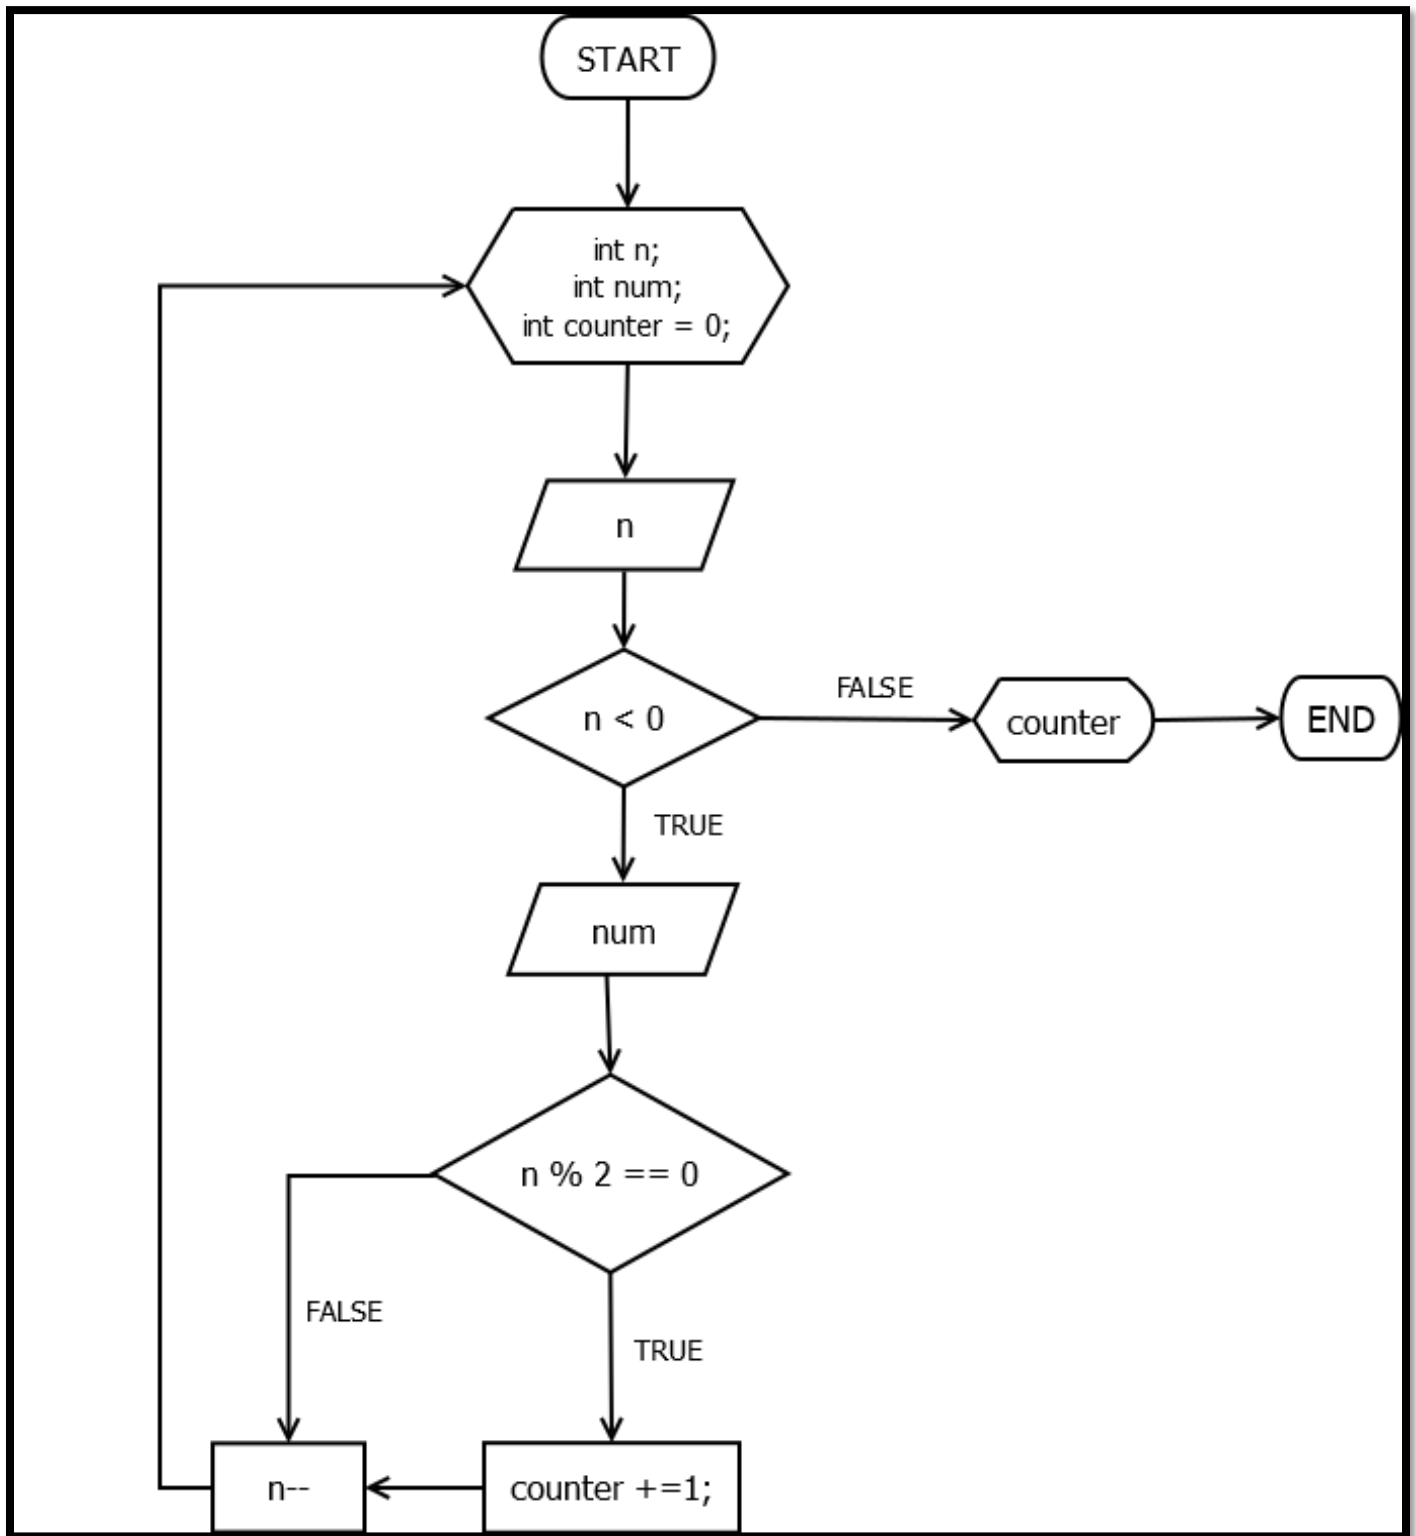 START
int n;
int num;
int counter = 0;
n
n < 0
FALSE
counter
END
TRUE
num
n % 2 == 0
FALSE
TRUE
n--
counter +=1;